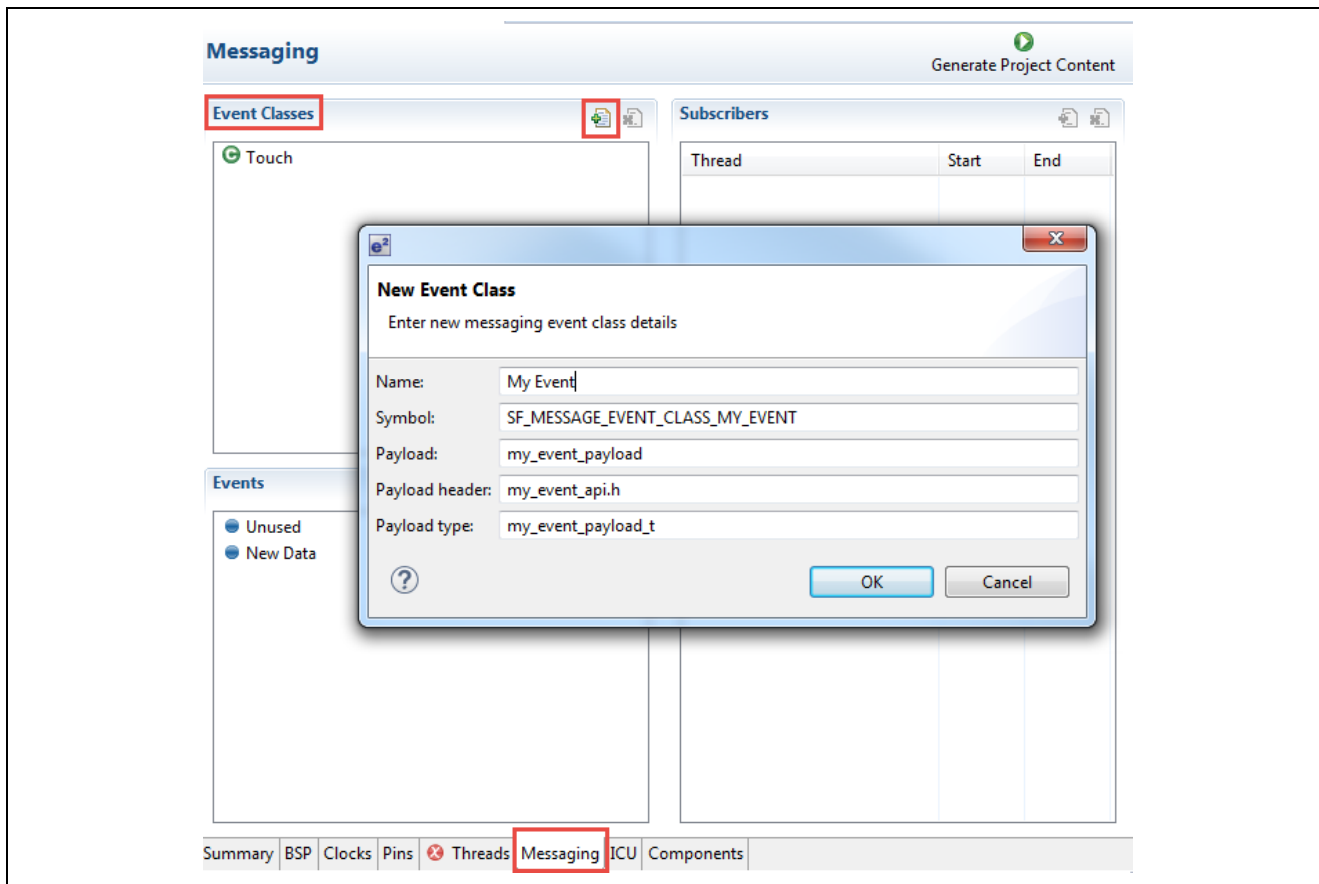 Messaging
Generate Project Content
Event Classes
Subscribers
Touch
Thread Start End
e²
New Event Class
Enter new messaging event class details
Name: My Event
Symbol: SF_MESSAGE_EVENT_CLASS_MY_EVENT
Payload: my_event_payload
Payload header: my_event_api.h
Payload type: my_event_payload_t
OK Cancel
Events
Unused
New Data
Summary BSP Clocks Pins Threads Messaging ICU Components